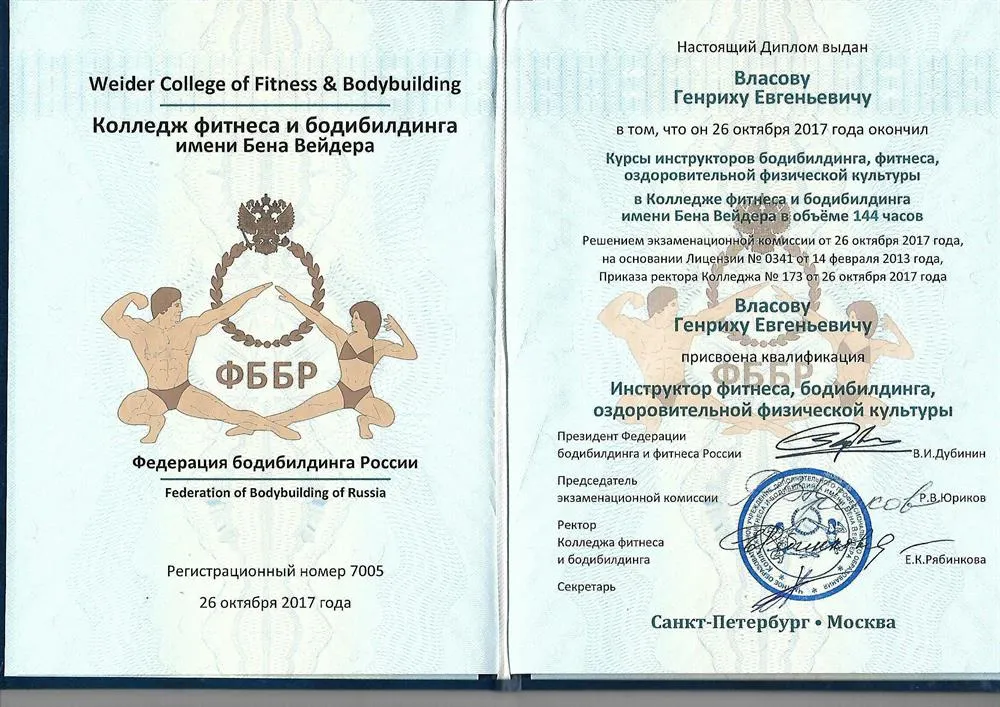 Weider College of Fitness & Bodybuilding
Колледж фитнеса и бодибилдинга
имени Бена Вейдера
ФББР
Федерация бодибилдинга России
Federation of Bodybuilding of Russia
Регистрационный номер 7005
26 октября 2017 года
Настоящий Диплом выдан
Власову
Генриху Евгеньевичу
в том, что он 26 октября 2017 года окончил
Курсы инструкторов бодибилдинга, фитнеса,
оздоровительной физической культуры
в Колледже фитнеса и бодибилдинга
имени Бена Вейдера в объёме 144 часов
Решением экзаменационной комиссии от 26 октября 2017 года,
на основании Лицензии № 0341 от 14 февраля 2013 года,
Приказа ректора Колледжа № 173 от 26 октября 2017 года
Власову
Генриху Евгеньевичу
присвоена квалификация
ФББР
Инструктор фитнеса, бодибилдинга,
оздоровительной физической культуры
Президент Федерации
бодибилдинга и фитнеса России В.И.Дубинин
Председатель
экзаменационной комиссии Р.В.Юриков
Ректор
Колледжа фитнеса
и бодибилдинга Е.К.Рябинкова
Секретарь
Санкт-Петербург • Москва